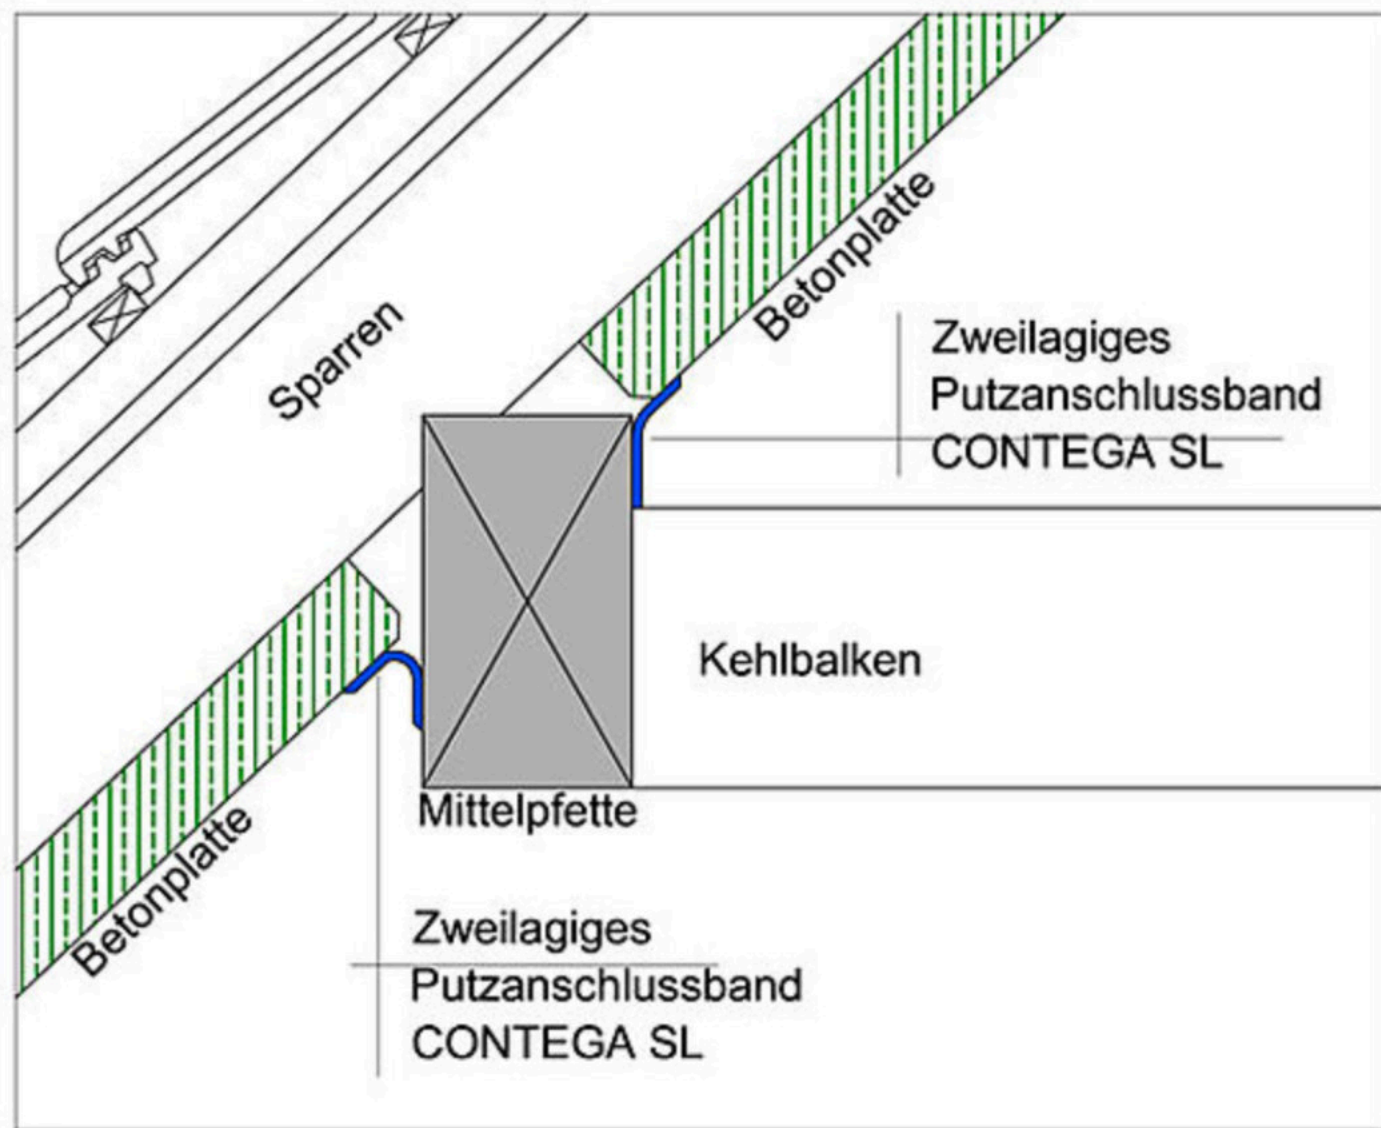 Betonplatte
Sparren
Zweilagiges
Putzanschlussband
CONTEGA SL
Kehlbalken
Mittelpfette
Betonplatte
Zweilagiges
Putzanschlussband
CONTEGA SL